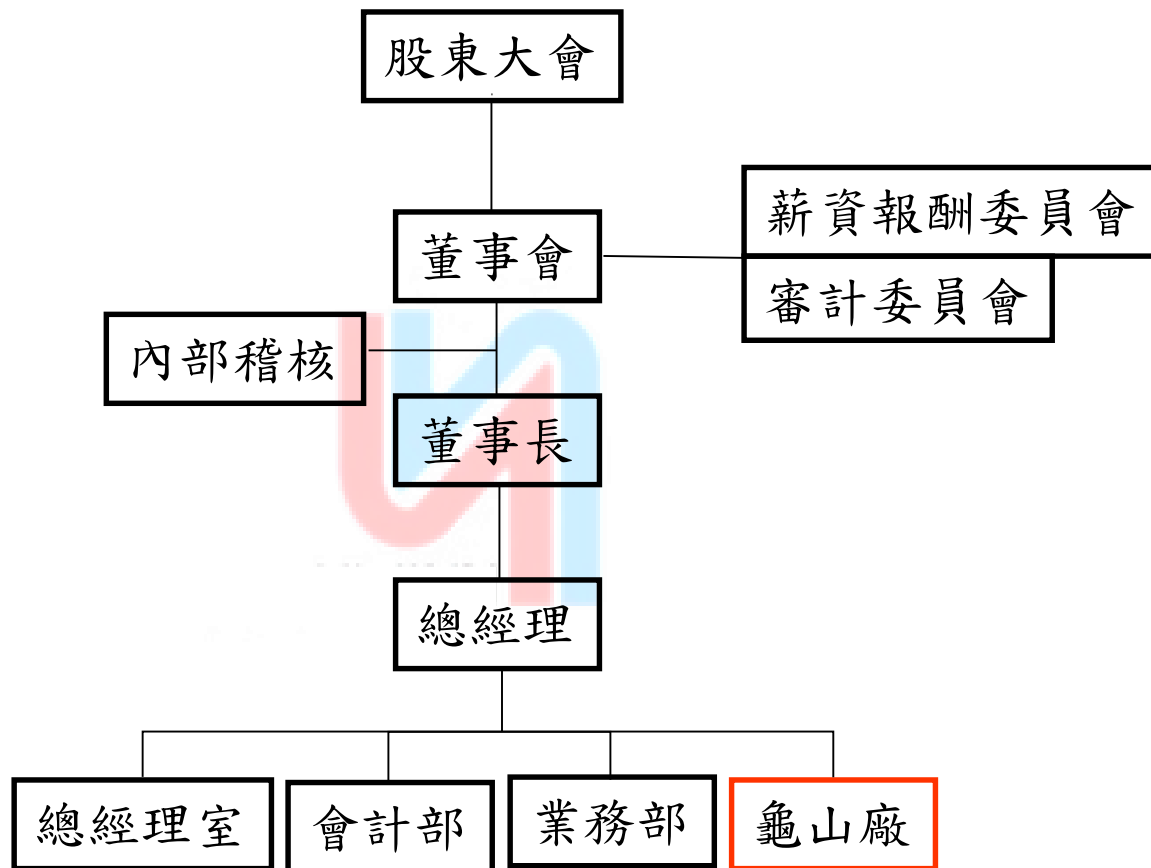 股東大會
薪資報酬委員會
董事會
審計委員會
內部稽核
董事長
總經理
總經理室
會計部
業務部
龜山廠